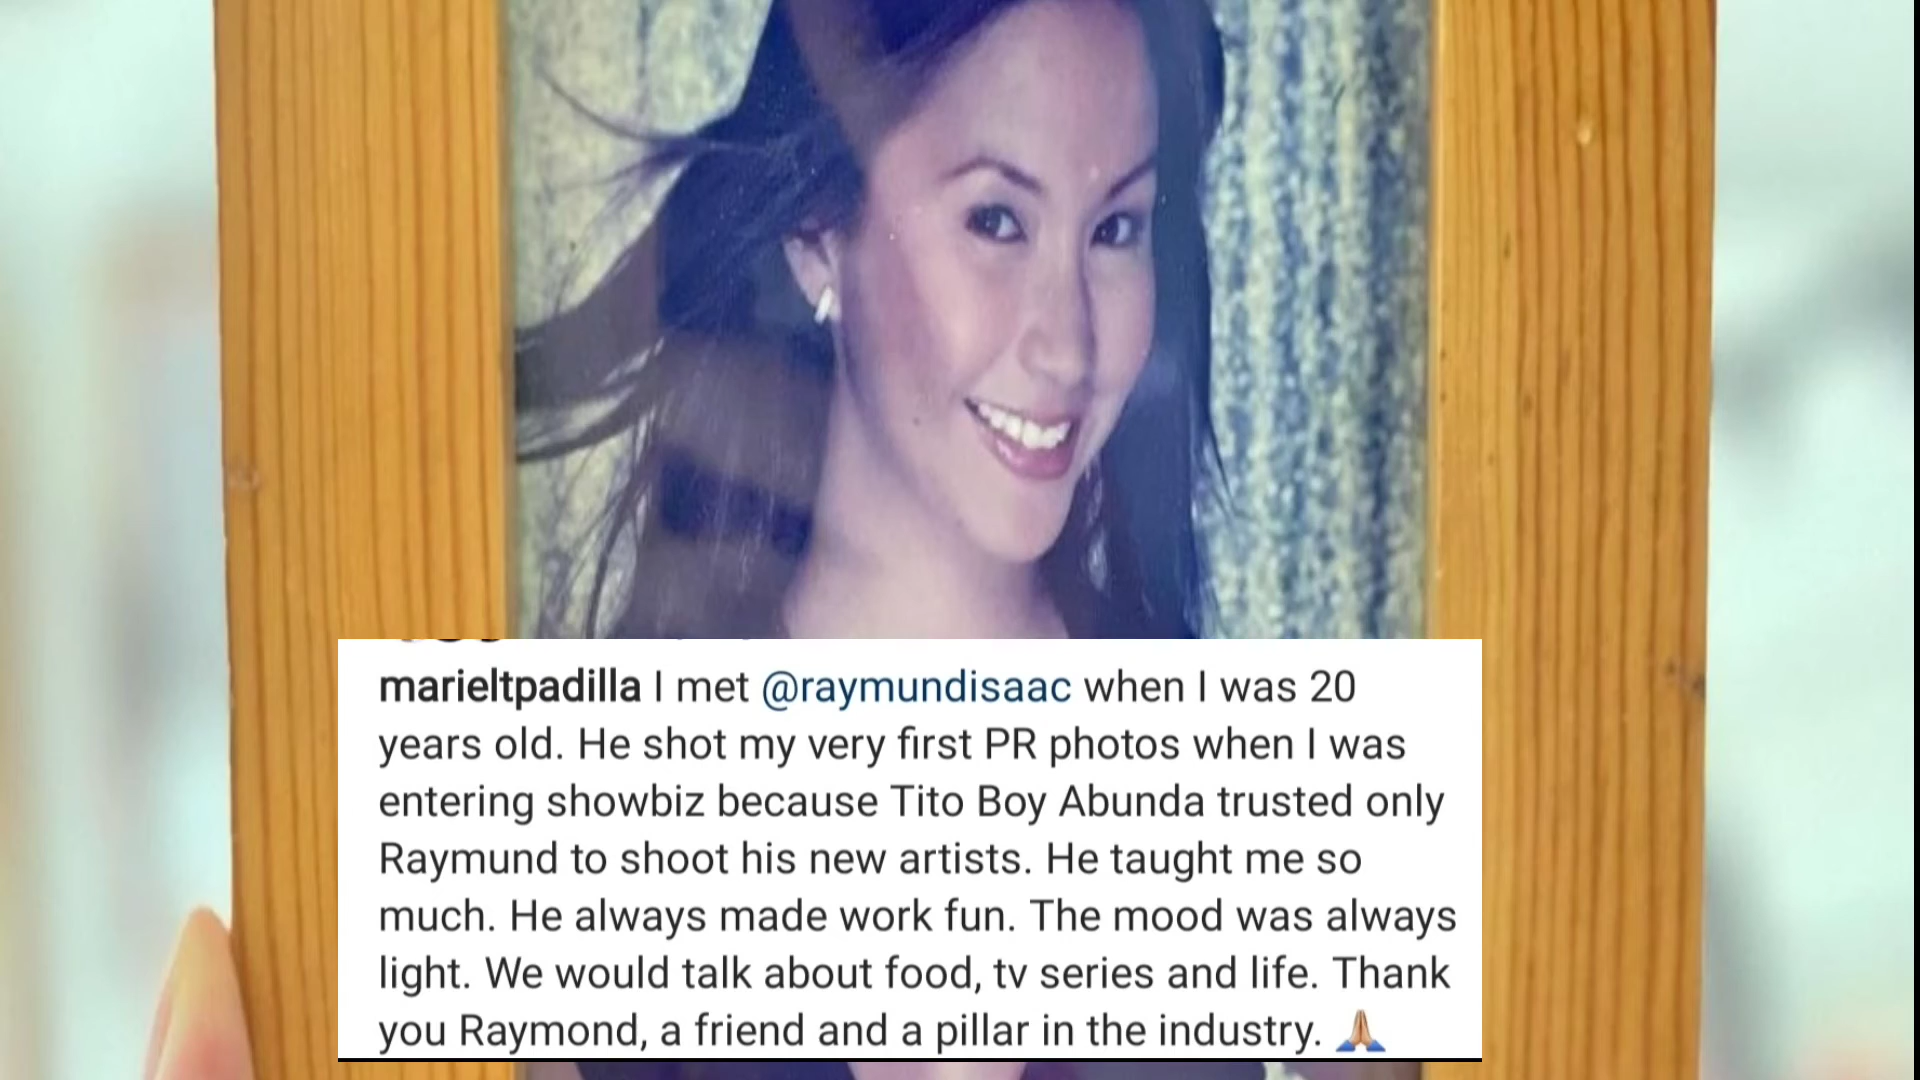 marieltpadilla I met @raymundisaac when I was 20
years old. He shot my very first PR photos when I was
entering showbiz because Tito Boy Abunda trusted only
Raymund to shoot his new artists. He taught me so
much. He always made work fun. The mood was always
light. We would talk about food, tv series and life. Thank
you Raymond, a friend and a pillar in the industry. 🙏🏽